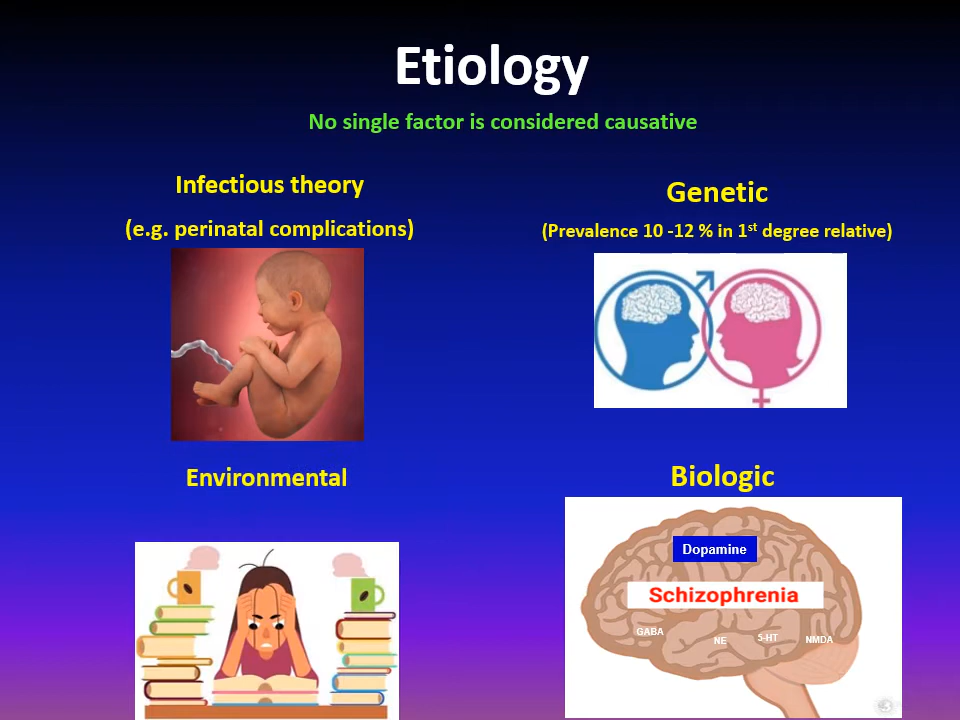 Etiology
No single factor is considered causative
Infectious theory
(e.g. perinatal complications)
Genetic
(Prevalence 10 -12 % in 1st degree relative)
Environmental
Biologic
Dopamine
Schizophrenia
GABA
NE
5-HT
NMDA